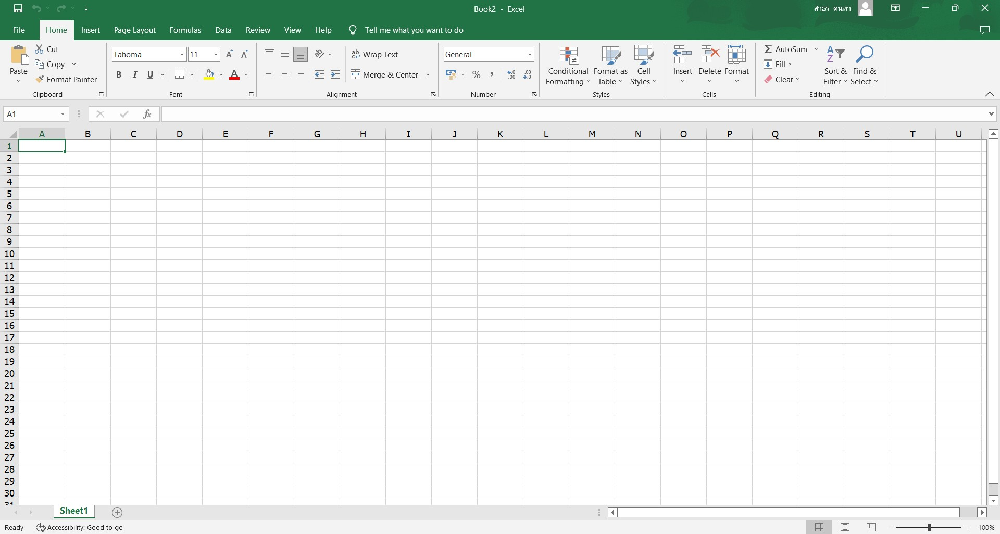 Book2 - Excel
สาธร คนทา
File Home Insert Page Layout Formulas Data Review View Help Tell me what you want to do
Paste
Cut
Copy
Format Painter
Clipboard
Tahoma 11
B I U A
Font
Wrap Text
Merge & Center
Alignment
General
% ,
Number
Conditional Formatting
Format as Table
Cell Styles
Styles
Insert
Delete
Format
Cells
AutoSum
Fill
Clear
Sort & Filter
Find & Select
Editing
A1 fx
A B C D E F G H I J K L M N O P Q R S T U
1
2
3
4
5
6
7
8
9
10
11
12
13
14
15
16
17
18
19
20
21
22
23
24
25
26
27
28
29
30
31
Sheet1
Ready Accessibility: Good to go 100%